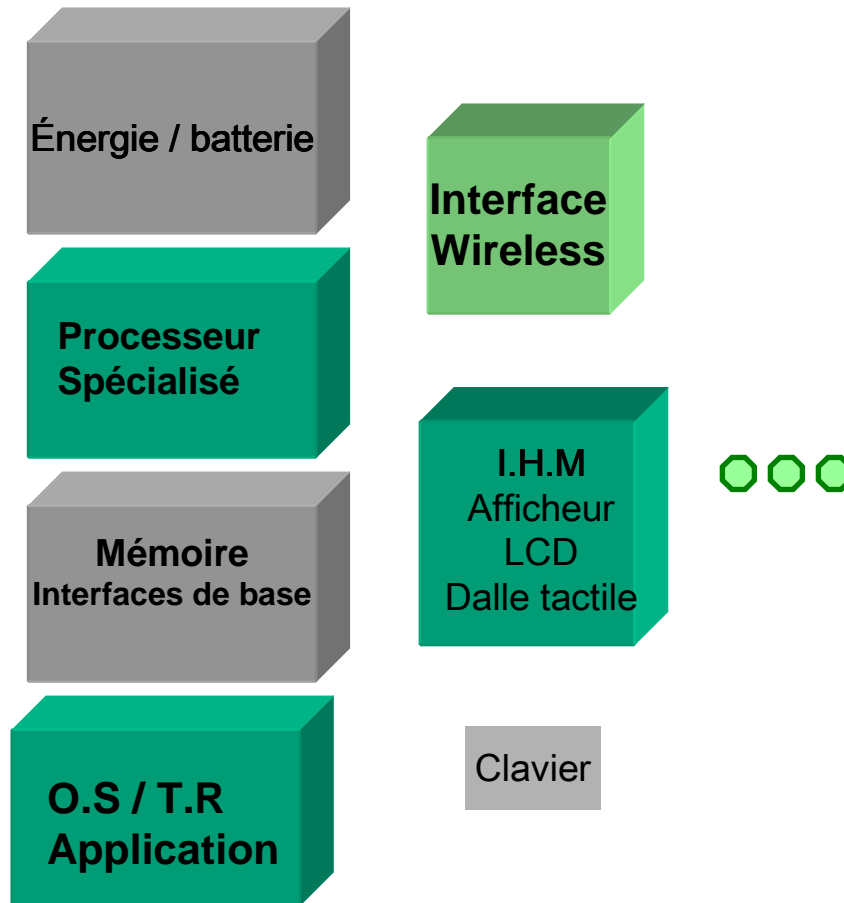 Énergie / batterie
Processeur
Spécialisé
Mémoire
Interfaces de base
O.S / T.R
Application
Interface
Wireless
I.H.M
Afficheur
LCD
Dalle tactile
Clavier